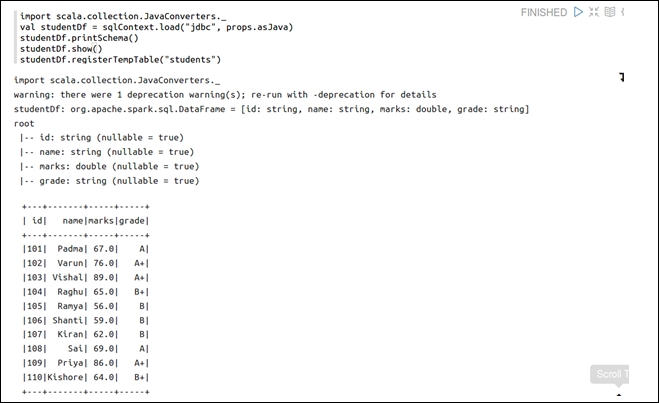 import scala.collection.JavaConverters._
FINISHED
val studentDf = sqlContext.load("jdbc", props.asJava)
studentDf.printSchema()
studentDf.show()
studentDf.registerTempTable("students")
import scala.collection.JavaConverters._
warning: there were 1 deprecation warning(s); re-run with -deprecation for details
studentDf: org.apache.spark.sql.DataFrame = [id: string, name: string, marks: double, grade: string]
root
 |-- id: string (nullable = true)
 |-- name: string (nullable = true)
 |-- marks: double (nullable = true)
 |-- grade: string (nullable = true)
+---+-------+-----+-----+
| id|   name|marks|grade|
+---+-------+-----+-----+
|101|  Padma| 67.0|    A|
|102|  Varun| 76.0|   A+|
|103| Vishal| 89.0|   A+|
|104|  Raghu| 65.0|   B+|
|105|  Ramya| 56.0|    B|
|106| Shanti| 59.0|    B|
|107|  Kiran| 62.0|    B|
|108|    Sai| 69.0|    A|
|109|  Priya| 86.0|   A+|
|110|Kishore| 64.0|   B+|
+---+-------+-----+-----+
Scroll T